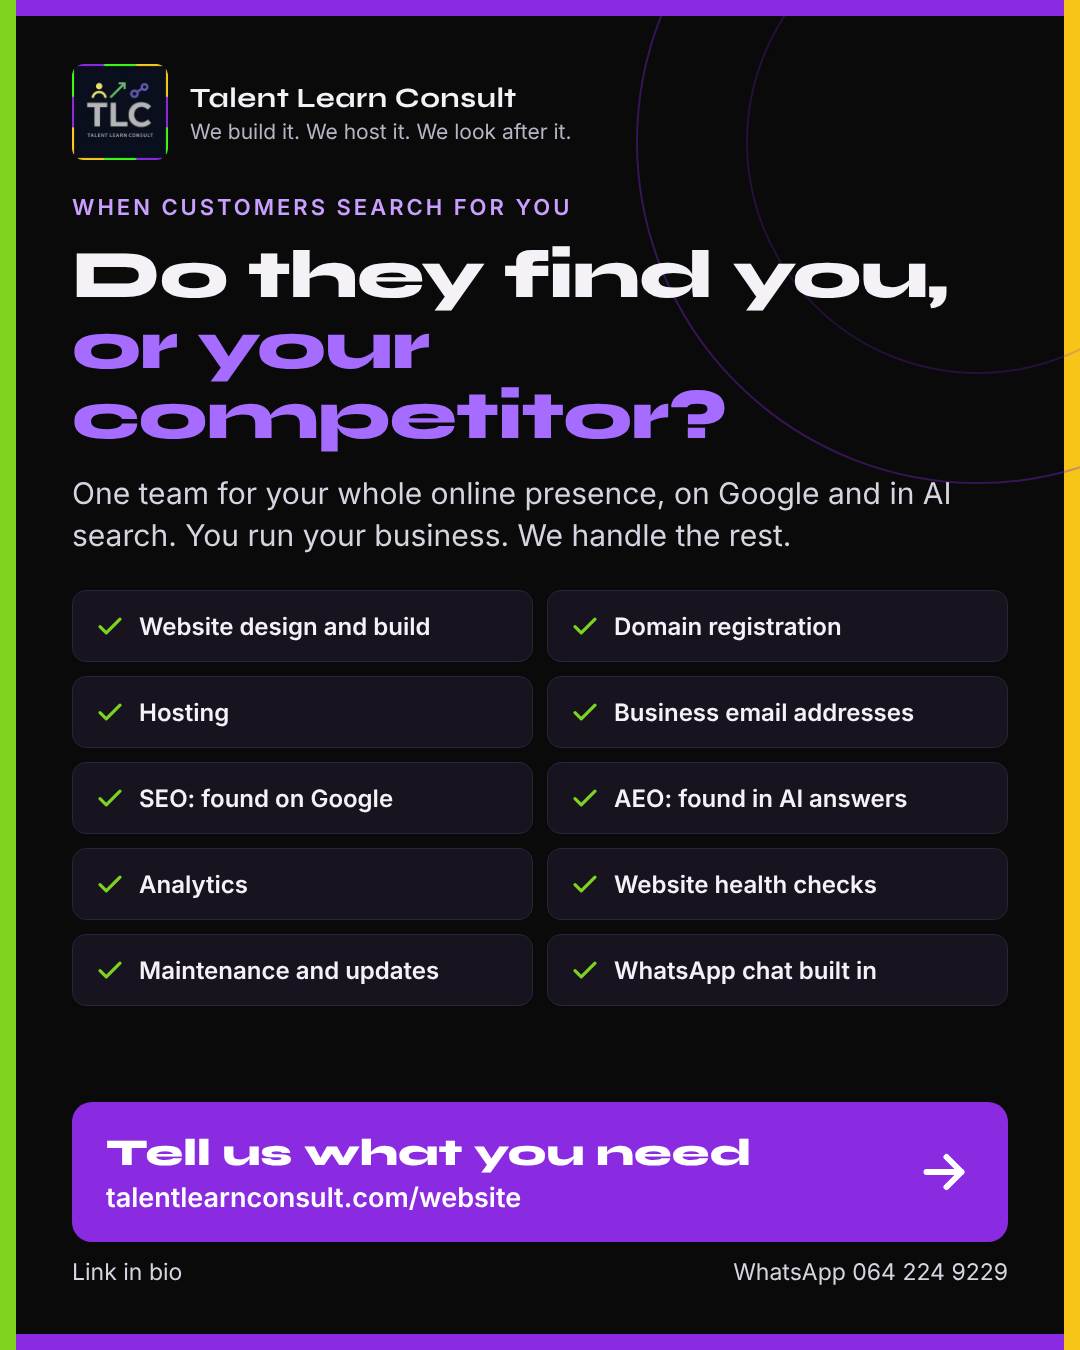 TLC
TALENT LEARN CONSULT
Talent Learn Consult
We build it. We host it. We look after it.
WHEN CUSTOMERS SEARCH FOR YOU
Do they find you,
or your
competitor?
One team for your whole online presence, on Google and in AI
search. You run your business. We handle the rest.
Website design and build
Domain registration
Hosting
Business email addresses
SEO: found on Google
AEO: found in AI answers
Analytics
Website health checks
Maintenance and updates
WhatsApp chat built in
Tell us what you need
talentlearnconsult.com/website
Link in bio
WhatsApp 064 224 9229